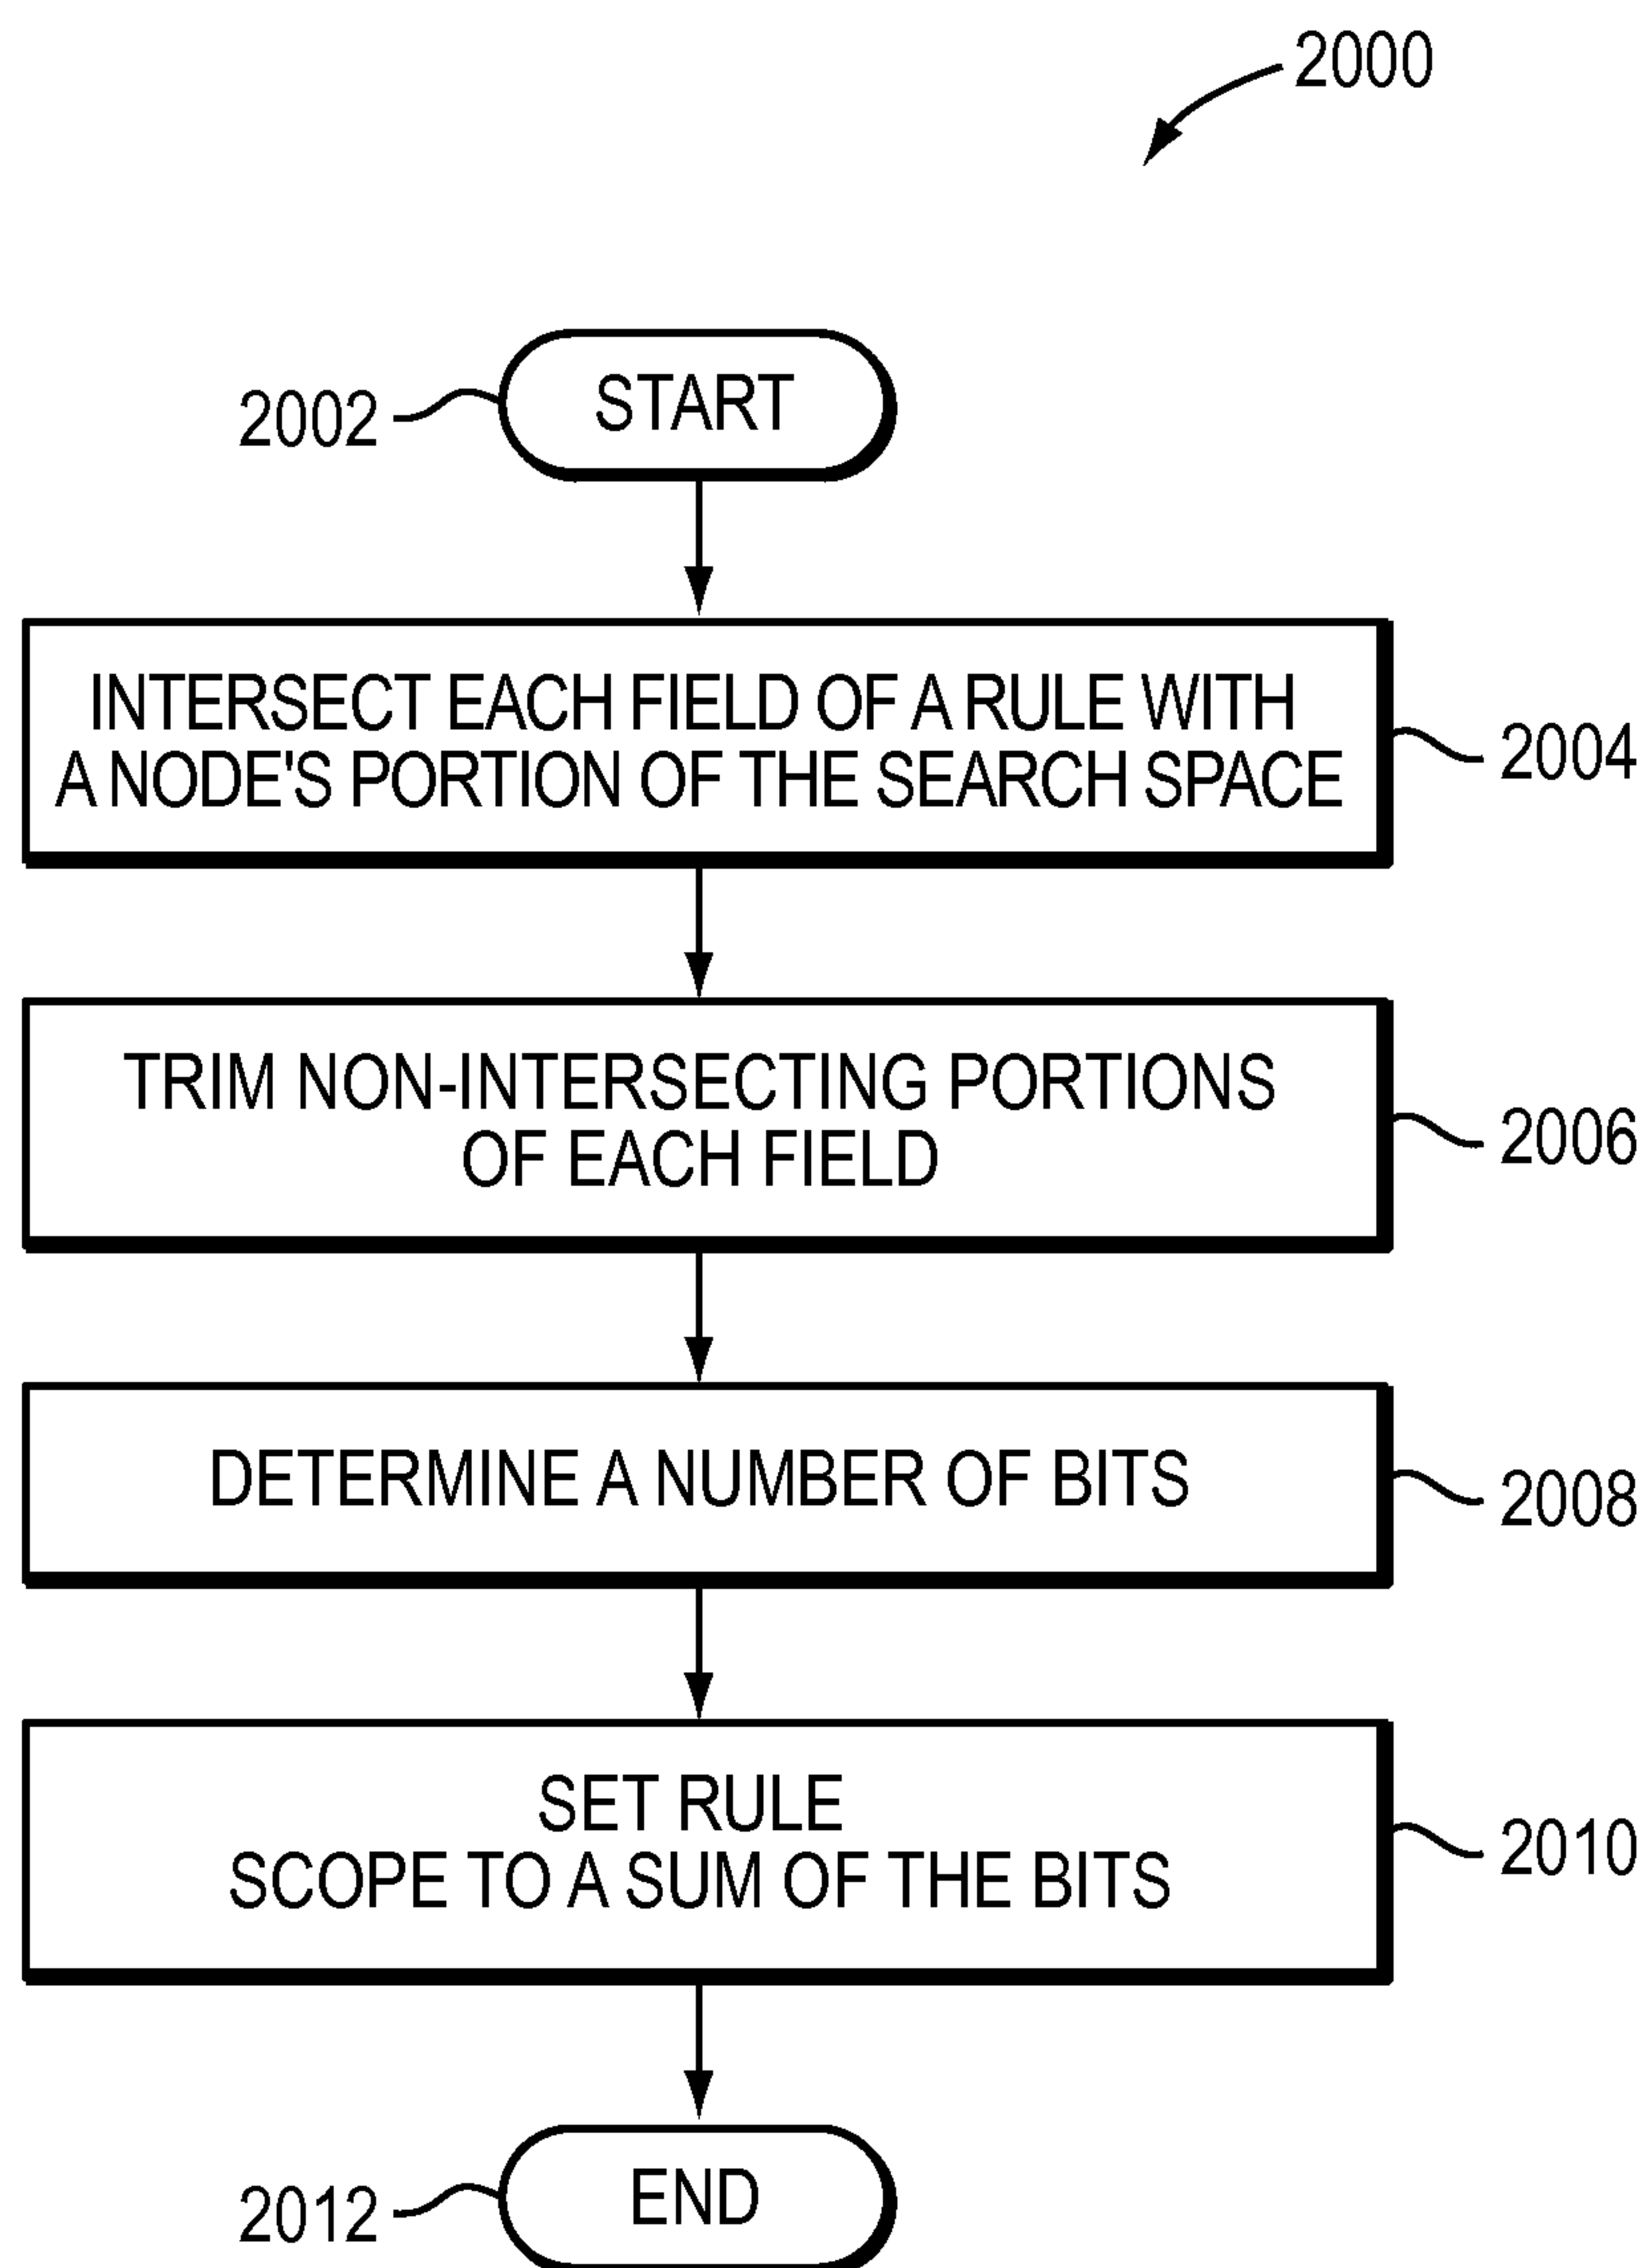 2000
2002
START
INTERSECT EACH FIELD OF A RULE WITH
A NODE'S PORTION OF THE SEARCH SPACE
2004
TRIM NON-INTERSECTING PORTIONS
OF EACH FIELD
2006
DETERMINE A NUMBER OF BITS
2008
SET RULE
SCOPE TO A SUM OF THE BITS
2010
END
2012